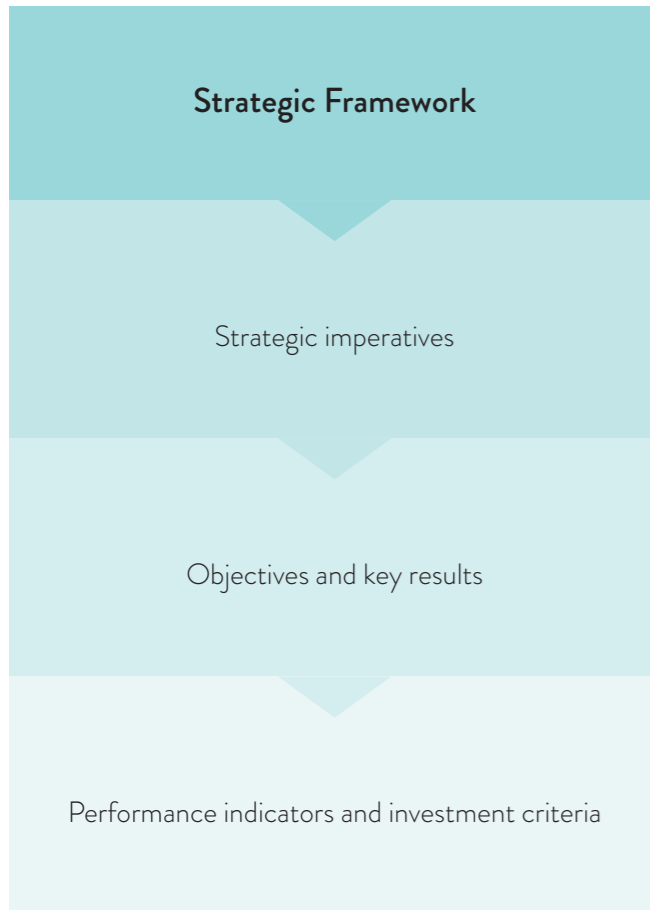 Strategic Framework
Strategic imperatives
Objectives and key results
Performance indicators and investment criteria